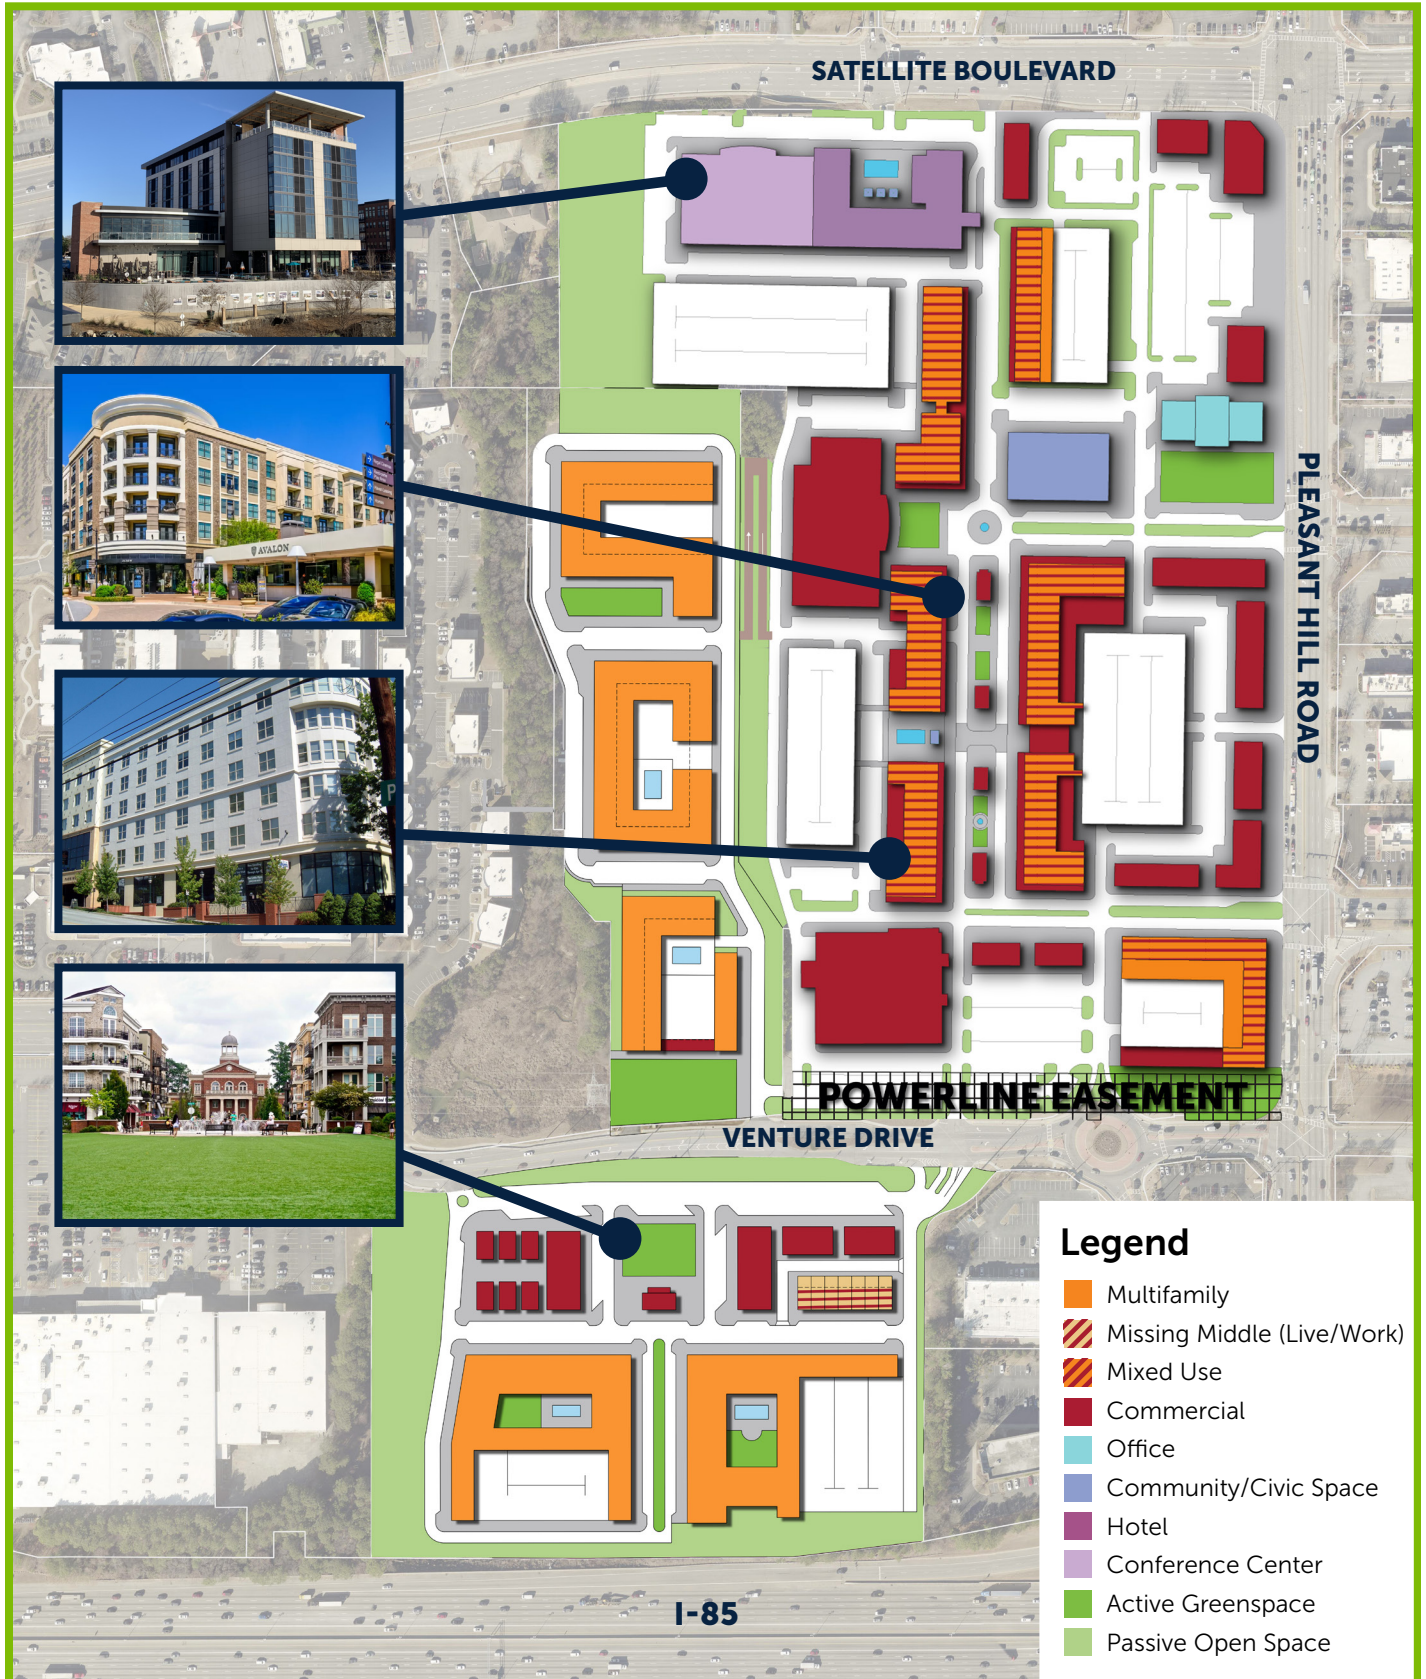 SATELLITE BOULEVARD
AVALON
PLEASANT HILL ROAD
P
POWERLINE EASEMENT
VENTURE DRIVE
I-85
Legend
Multifamily
Missing Middle (Live/Work)
Mixed Use
Commercial
Office
Community/Civic Space
Hotel
Conference Center
Active Greenspace
Passive Open Space